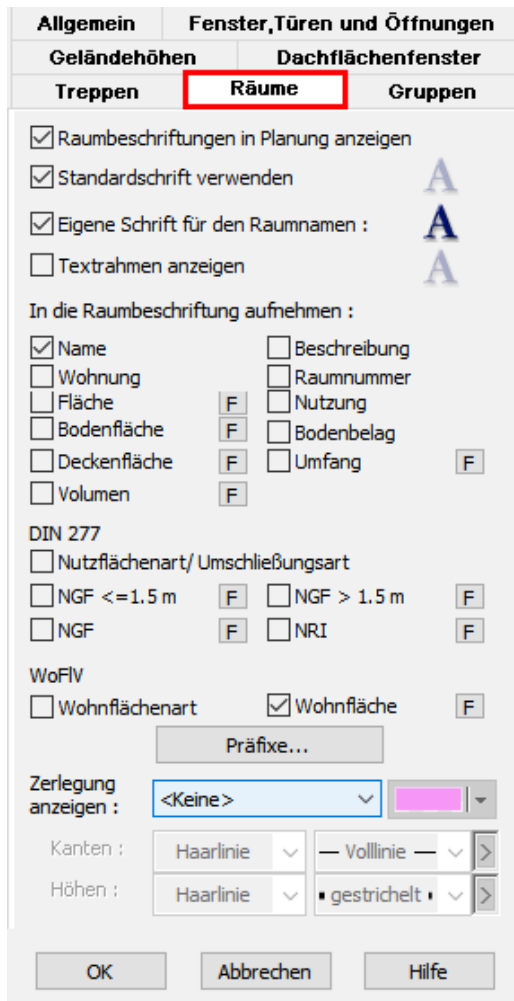 Allgemein Fenster,Türen und Öffnungen
Geländehöhen Dachflächenfenster
Treppen Räume Gruppen
Raumbeschriftungen in Planung anzeigen
Standardschrift verwenden A
Eigene Schrift für den Raumnamen : A
Textrahmen anzeigen A
In die Raumbeschriftung aufnehmen :
Name Beschreibung
Wohnung Raumnummer
Fläche F Nutzung
Bodenfläche F Bodenbelag
Deckenfläche F Umfang F
Volumen F
DIN 277
Nutzflächenart/ Umschließungsart
NGF <=1.5 m F NGF > 1.5 m F
NGF F NRI F
WoFlV
Wohnflächenart Wohnfläche F
Präfixe...
Zerlegung
anzeigen : <Keine>
Kanten : Haarlinie Volllinie >
Höhen : Haarlinie gestrichelt >
OK Abbrechen Hilfe